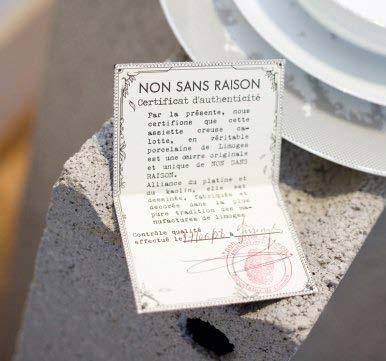 NON SANS RAISON
Certificat d'authenticité
Par la présente, nous
certifions que cette
assiette creuse ca-
lotte, en véritable
porcelaine de Limoges
est une œuvre originale
et unique de NON SANS
RAISON.
Alliance du platine et
du kaolin, elle est
dessinée, fabriquée et
décorée dans la plus
pure tradition des ma-
nufactures de Limoges
Contrôle qualité
effectué le